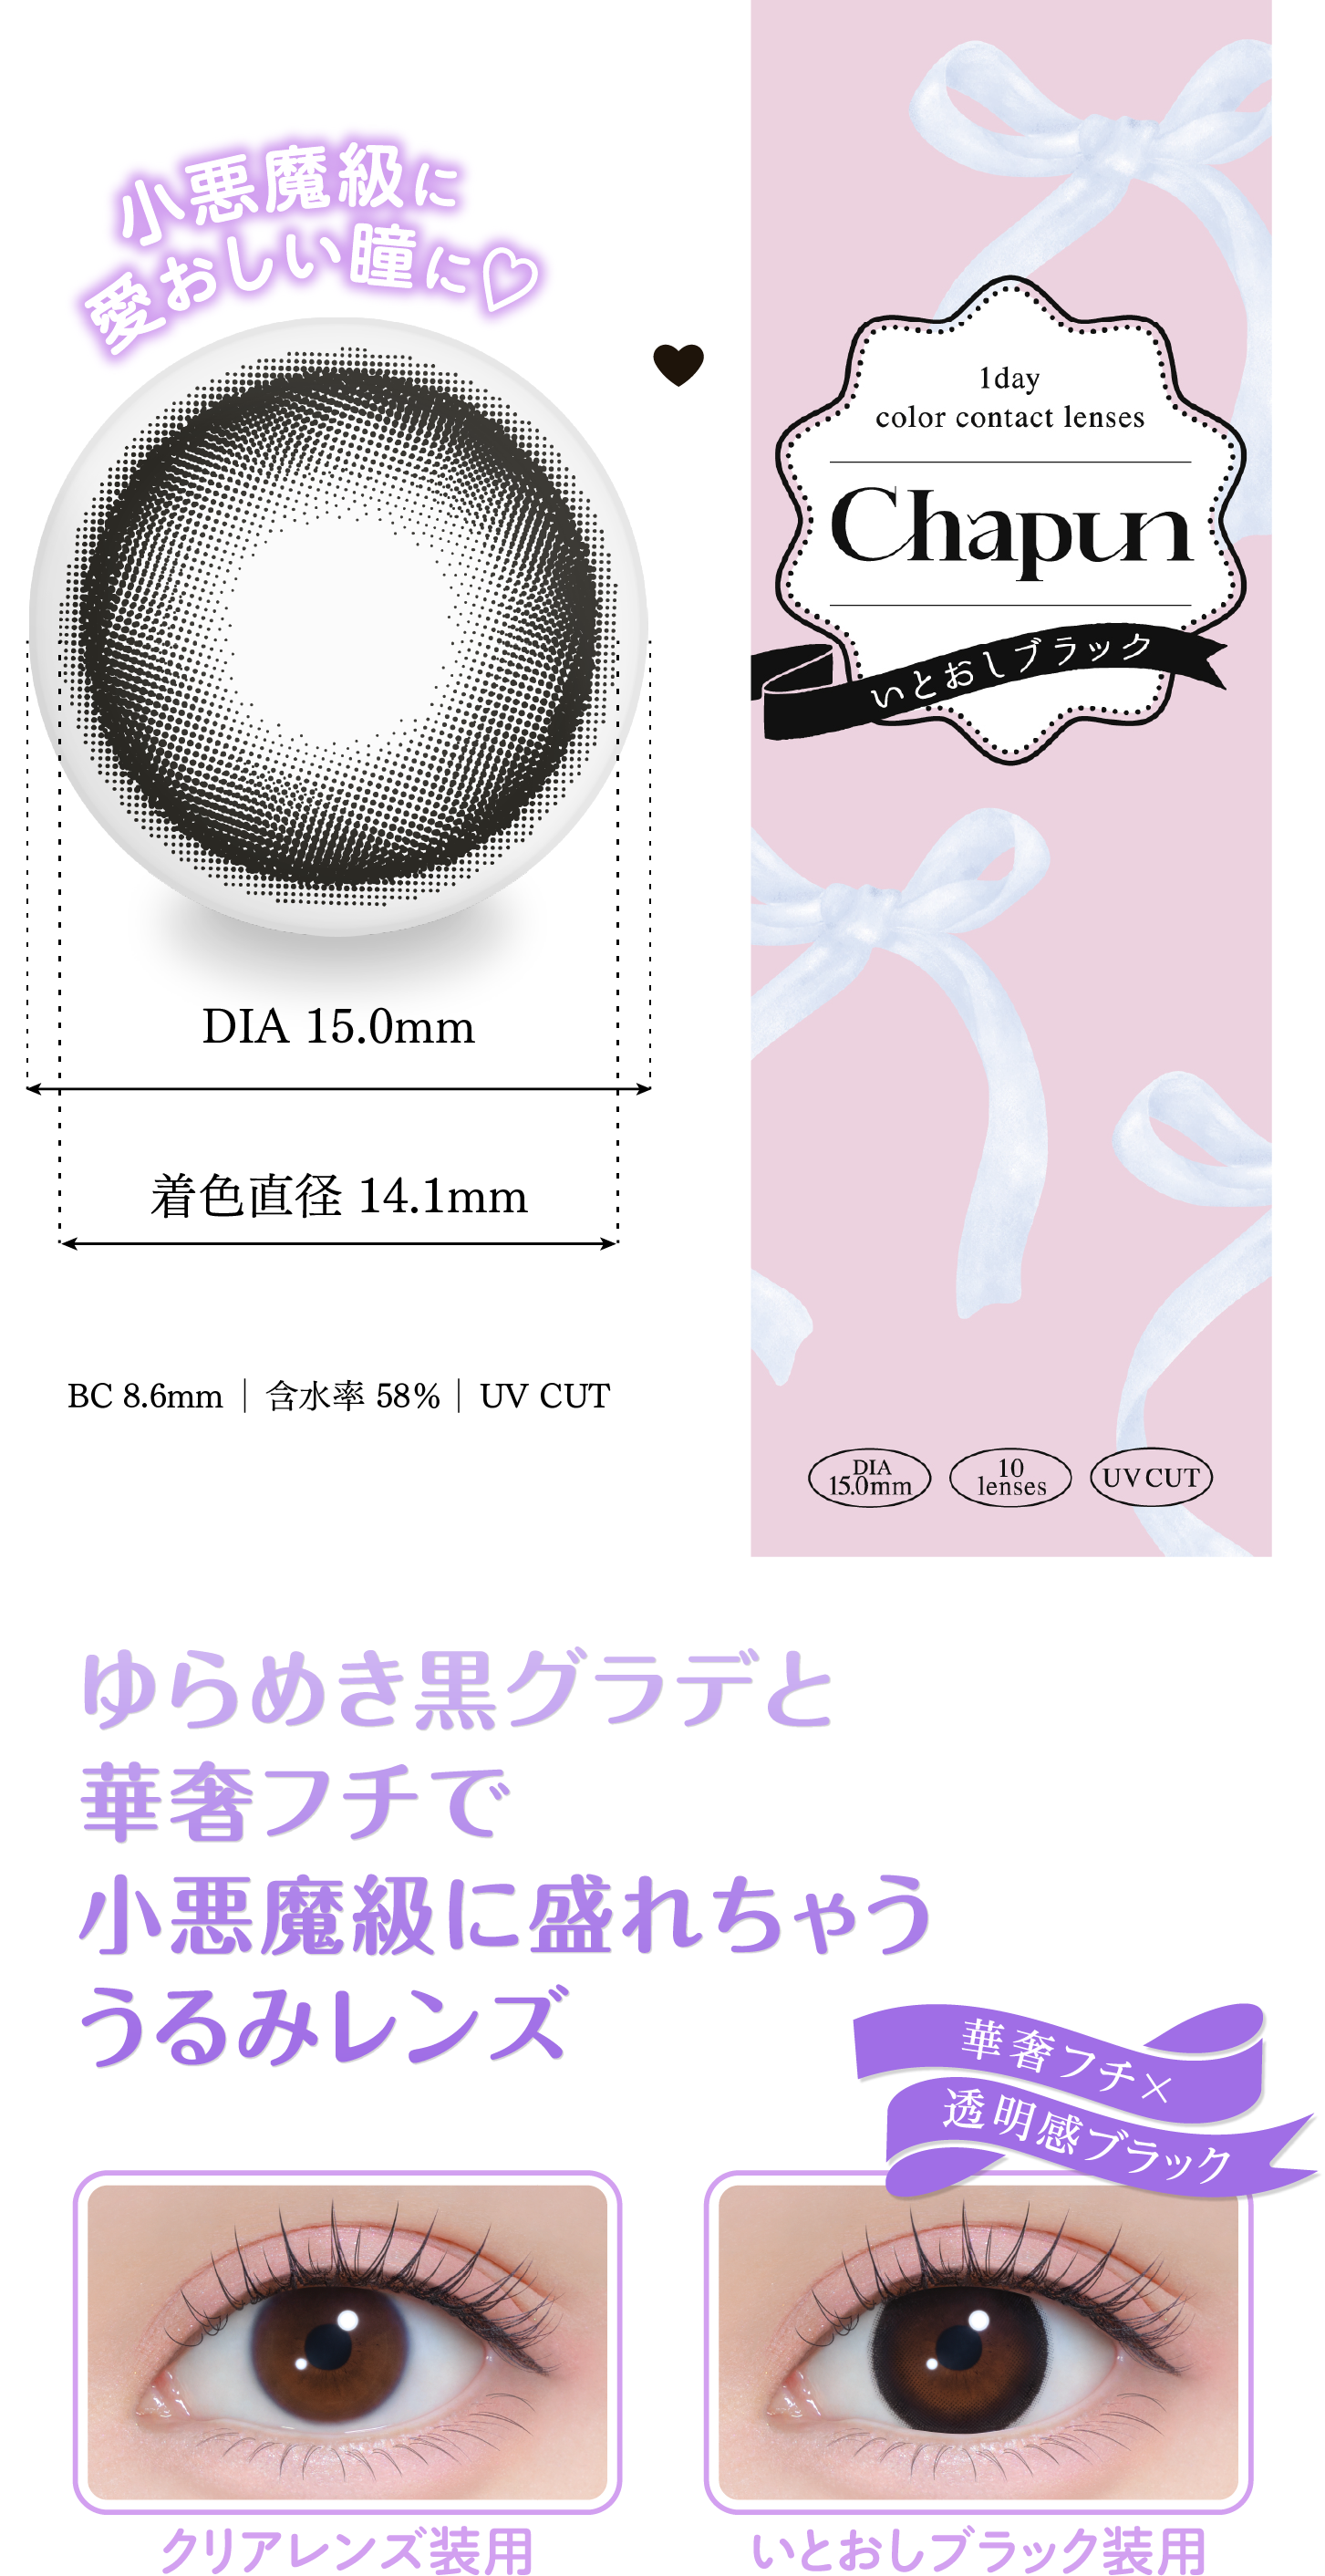 小悪魔級に
愛おしい瞳に♡
1day
color contact lenses
Chapun
いとおしブラック
DIA 15.0mm
着色直径 14.1mm
BC 8.6mm｜含水率 58%｜UV CUT
DIA
15.0mm
10
lenses
UV CUT
ゆらめき黒グラデと
華奢フチで
小悪魔級に盛れちゃう
うるみレンズ
華奢フチ×
透明感ブラック
クリアレンズ装用
いとおしブラック装用